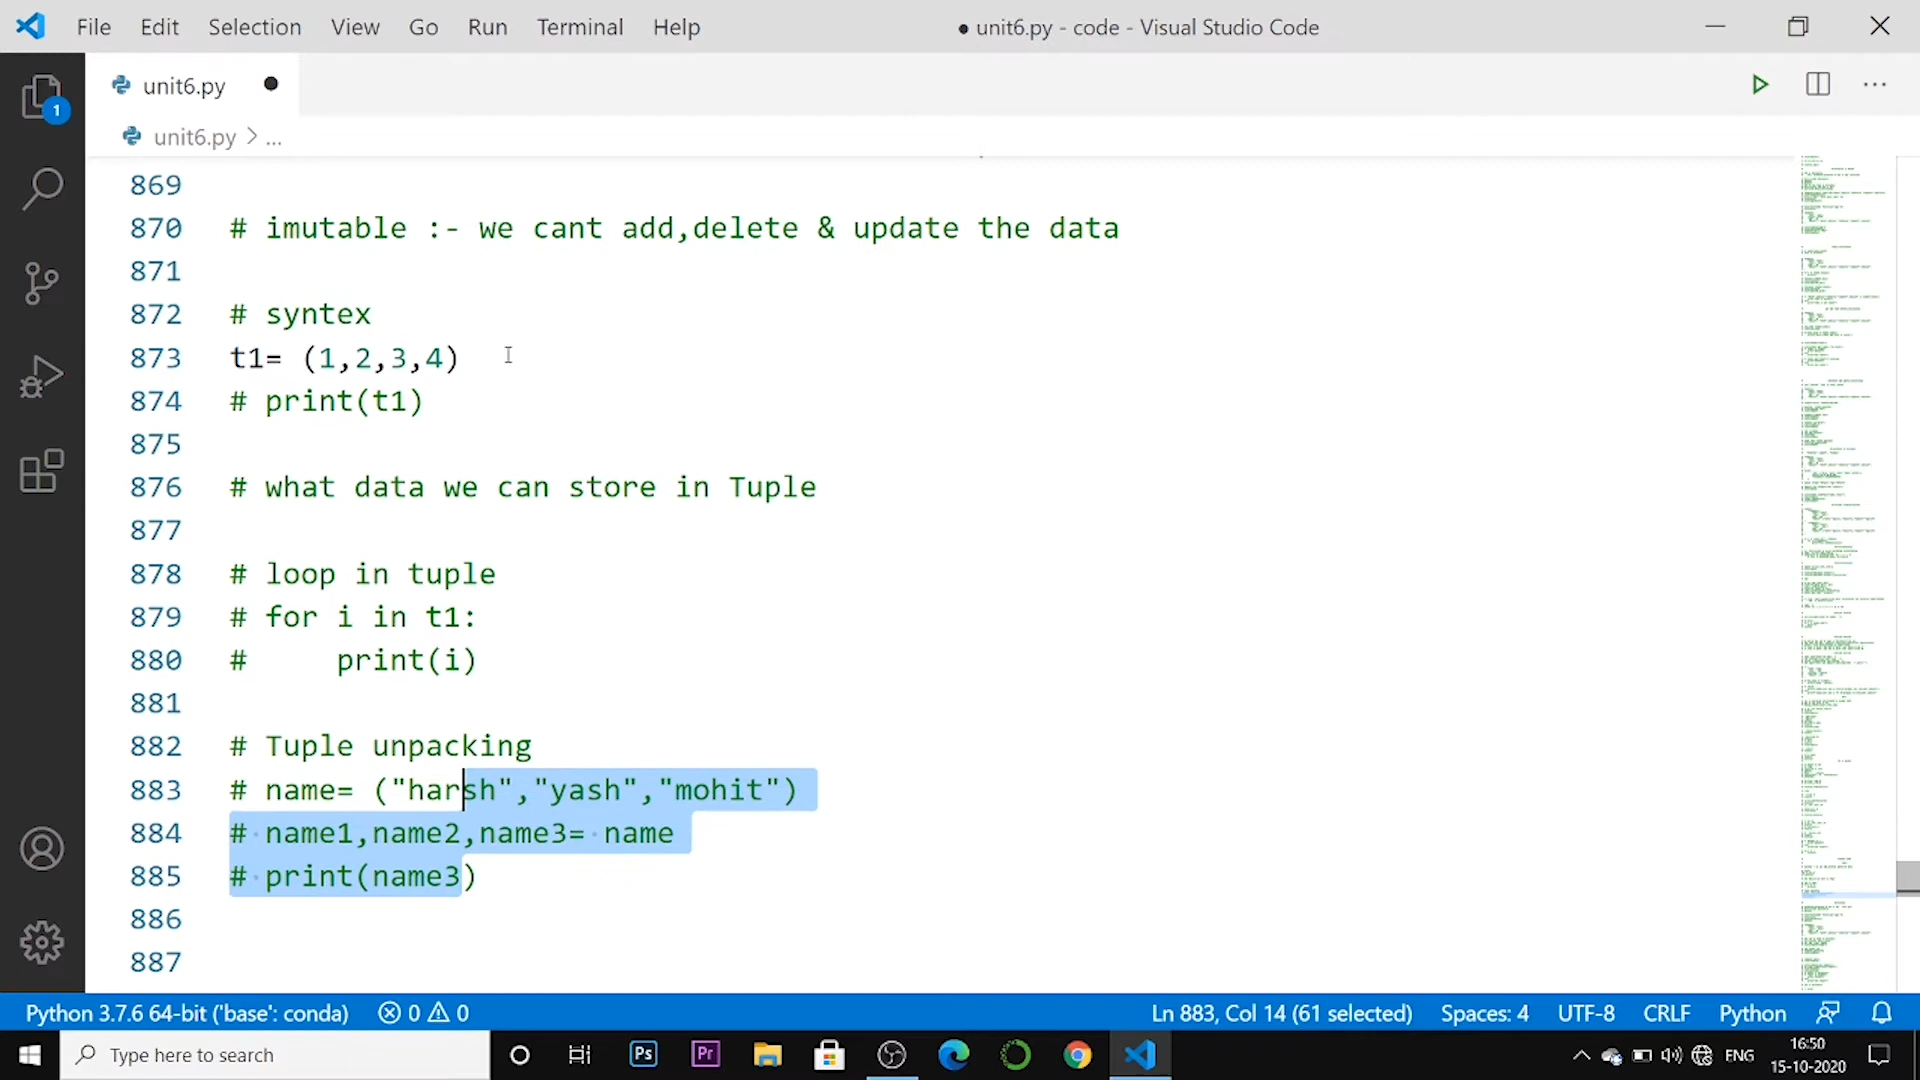 File Edit Selection View Go Run Terminal Help ● unit6.py - code - Visual Studio Code
unit6.py ●
unit6.py > ...
1
869
870 # imutable :- we cant add,delete & update the data
871
872 # syntex
873 t1= (1,2,3,4)
874 # print(t1)
875
876 # what data we can store in Tuple
877
878 # loop in tuple
879 # for i in t1:
880 #     print(i)
881
882 # Tuple unpacking
883 # name= ("harsh","yash","mohit")
884 # name1,name2,name3= name
885 # print(name3)
886
887
Python 3.7.6 64-bit ('base': conda) 0 0 Ln 883, Col 14 (61 selected) Spaces: 4 UTF-8 CRLF Python
Type here to search Ps Pr ENG 16:50
15-10-2020